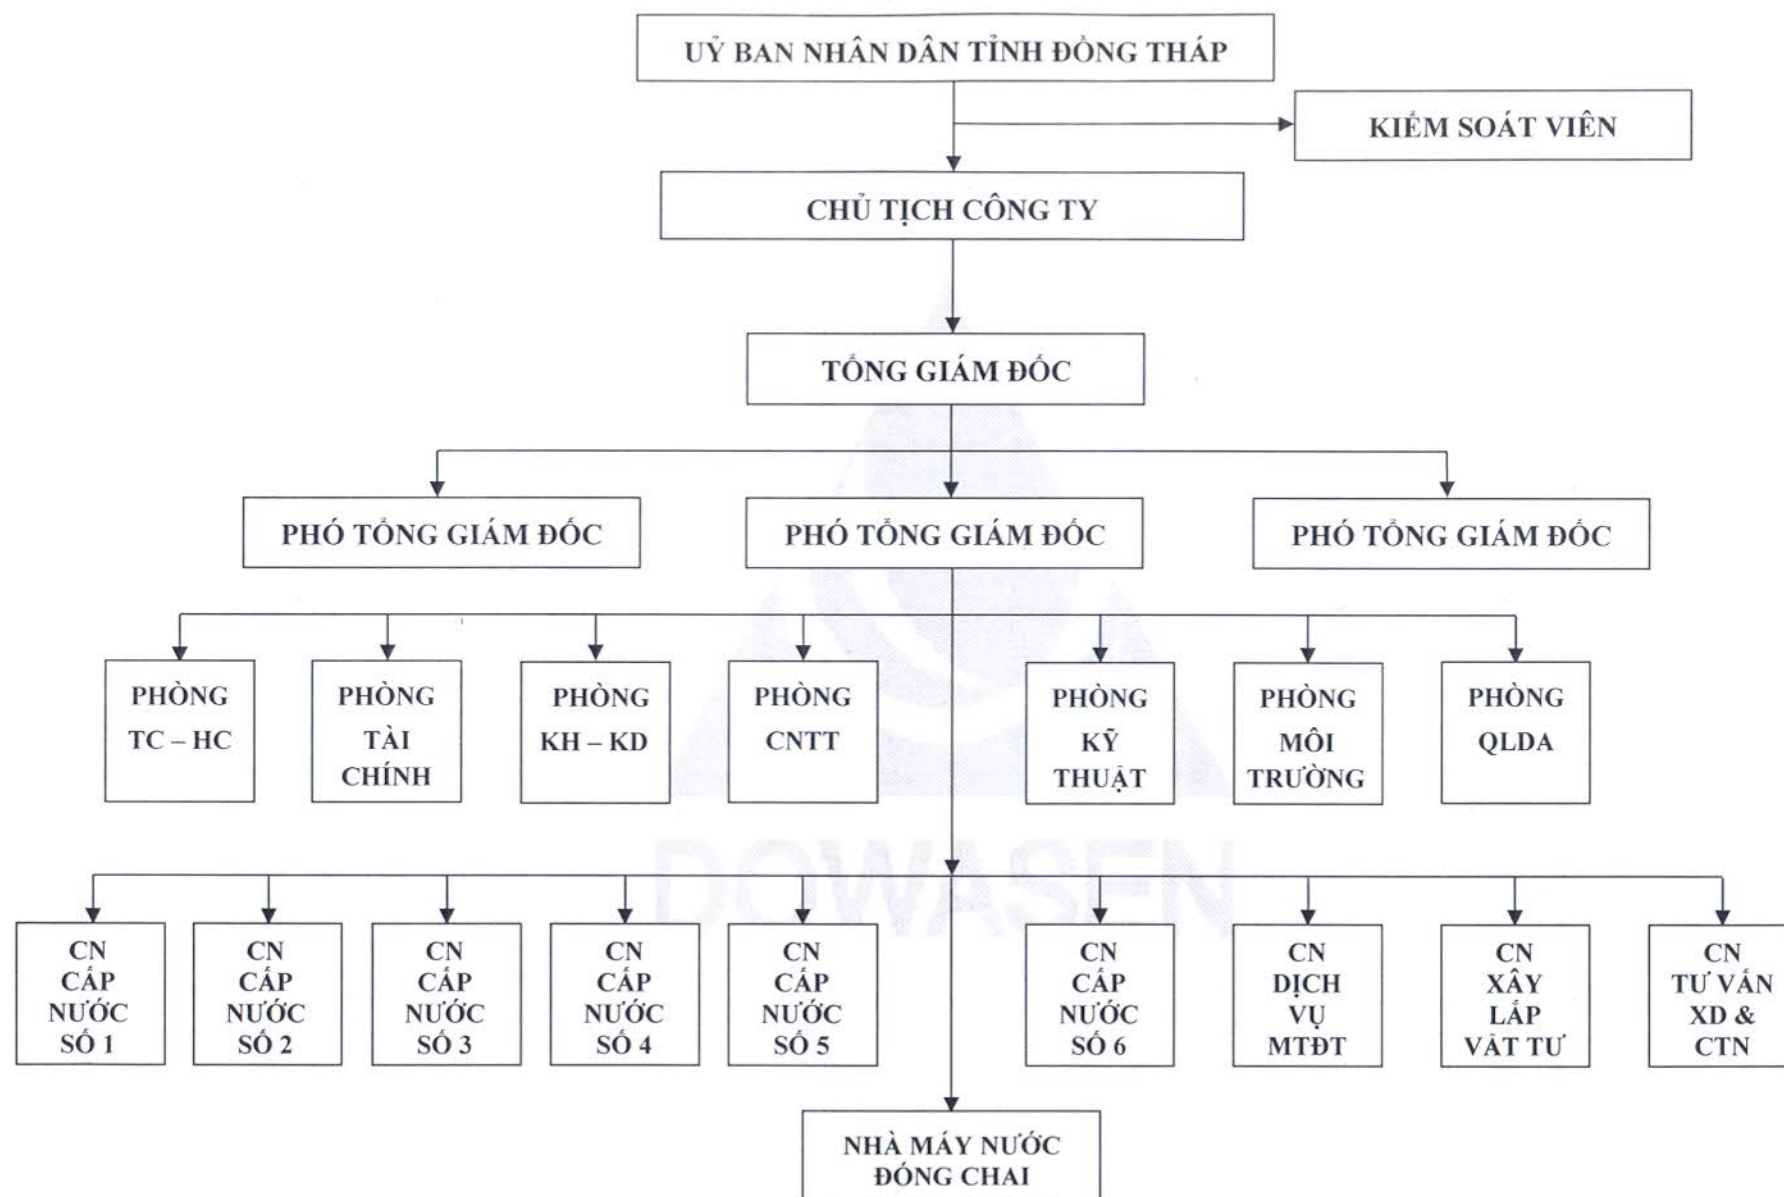 UỶ BAN NHÂN DÂN TỈNH ĐỒNG THÁP
KIỂM SOÁT VIÊN
CHỦ TỊCH CÔNG TY
TỔNG GIÁM ĐỐC
PHÓ TỔNG GIÁM ĐỐC
PHÓ TỔNG GIÁM ĐỐC
PHÓ TỔNG GIÁM ĐỐC
PHÒNG
TC – HC
PHÒNG
TÀI
CHÍNH
PHÒNG
KH – KD
PHÒNG
CNTT
PHÒNG
KỸ
THUẬT
PHÒNG
MÔI
TRƯỜNG
PHÒNG
QLDA
DOWASEN
CN
CẤP
NƯỚC
SỐ 1
CN
CẤP
NƯỚC
SỐ 2
CN
CẤP
NƯỚC
SỐ 3
CN
CẤP
NƯỚC
SỐ 4
CN
CẤP
NƯỚC
SỐ 5
CN
CẤP
NƯỚC
SỐ 6
CN
DỊCH
VỤ
MTĐT
CN
XÂY
LẮP
VẬT TƯ
CN
TƯ VẤN
XD &
CTN
NHÀ MÁY NƯỚC
ĐÓNG CHAI